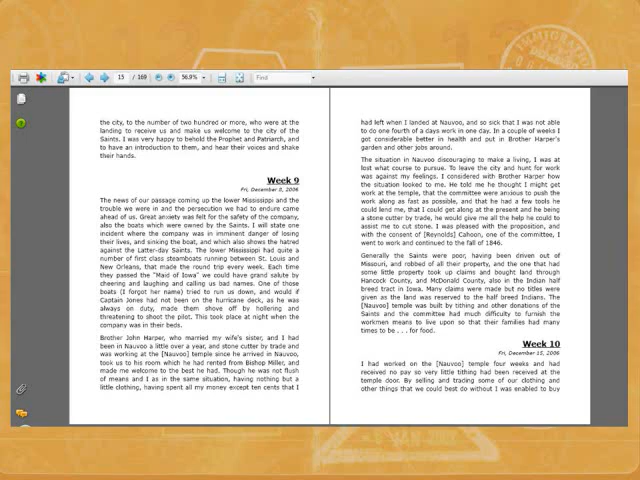 IMMIGRATION
DEPARTED
13 / 169
56.9%
Find
the city, to the number of two hundred or more, who were at the
landing to receive us and make us welcome to the city of the
Saints. I was very happy to behold the Prophet and Patriarch, and
to have an introduction to them, and hear their voices and shake
their hands.
Week 9
Fri, December 8, 2006
The news of our passage coming up the lower Mississippi and the
trouble we were in and the persecution we had to endure came
ahead of us. Great anxiety was felt for the safety of the company,
also the boats which were owned by the Saints. I will state one
incident where the company was in imminent danger of losing
their lives, and sinking the boat, and which also shows the hatred
against the Latter-day Saints. The lower Mississippi had quite a
number of first class steamboats running between St. Louis and
New Orleans, that made the round trip every week. Each time
they passed the "Maid of Iowa" we could have grand salute by
cheering and laughing and calling us bad names. One of those
boats (I forget her name) tried to run us down, and would if
Captain Jones had not been on the hurricane deck, as he was
always on duty, made them shove off by hollering and
threatening to shoot the pilot. This took place at night when the
company was in their beds.
Brother John Harper, who married my wife's sister, and I had
been in Nauvoo a little over a year, and stone cutter by trade and
was working at the [Nauvoo] temple since he arrived in Nauvoo,
took us to his room which he had rented from Bishop Miller, and
made me welcome to the best he had. Though he was not flush
of means and I as in the same situation, having nothing but a
little clothing, having spent all my money except ten cents that I
had left when I landed at Nauvoo, and so sick that I was not able
to do one fourth of a days work in one day. In a couple of weeks I
got considerable better in health and put in Brother Harper's
garden and other jobs around.
The situation in Nauvoo discouraging to make a living, I was at
lost what course to pursue. To leave the city and hunt for work
was against my feelings. I considered with Brother Harper how
the situation looked to me. He told me he thought I might get
work at the temple, that the committee were anxious to push the
work along as fast as possible, and that he had a few tools he
could lend me, that I could get along at the present and he being
a stone cutter by trade, he would give me all the help he could to
assist me to cut stone. I was pleased with the proposition, and
with the consent of [Reynolds] Cahoon, one of the committee, I
went to work and continued to the fall of 1846.
Generally the Saints were poor, having been driven out of
Missouri, and robbed of all their property, and the one that had
some little property took up claims and bought land through
Hancock County, and McDonald County, also in the Indian half
breed tract in Iowa. Many claims were made but no titles were
given as the land was reserved to the half breed Indians. The
[Nauvoo] temple was built by tithing and other donations of the
Saints and the committee had much difficulty to furnish the
workmen means to live upon so that their families had many
times to be . . . for food.
Week 10
Fri, December 15, 2006
I had worked on the [Nauvoo] temple four weeks and had
received no pay so very little tithing had been received at the
temple door. By selling and trading some of our clothing and
other things that we could best do without I was enabled to buy